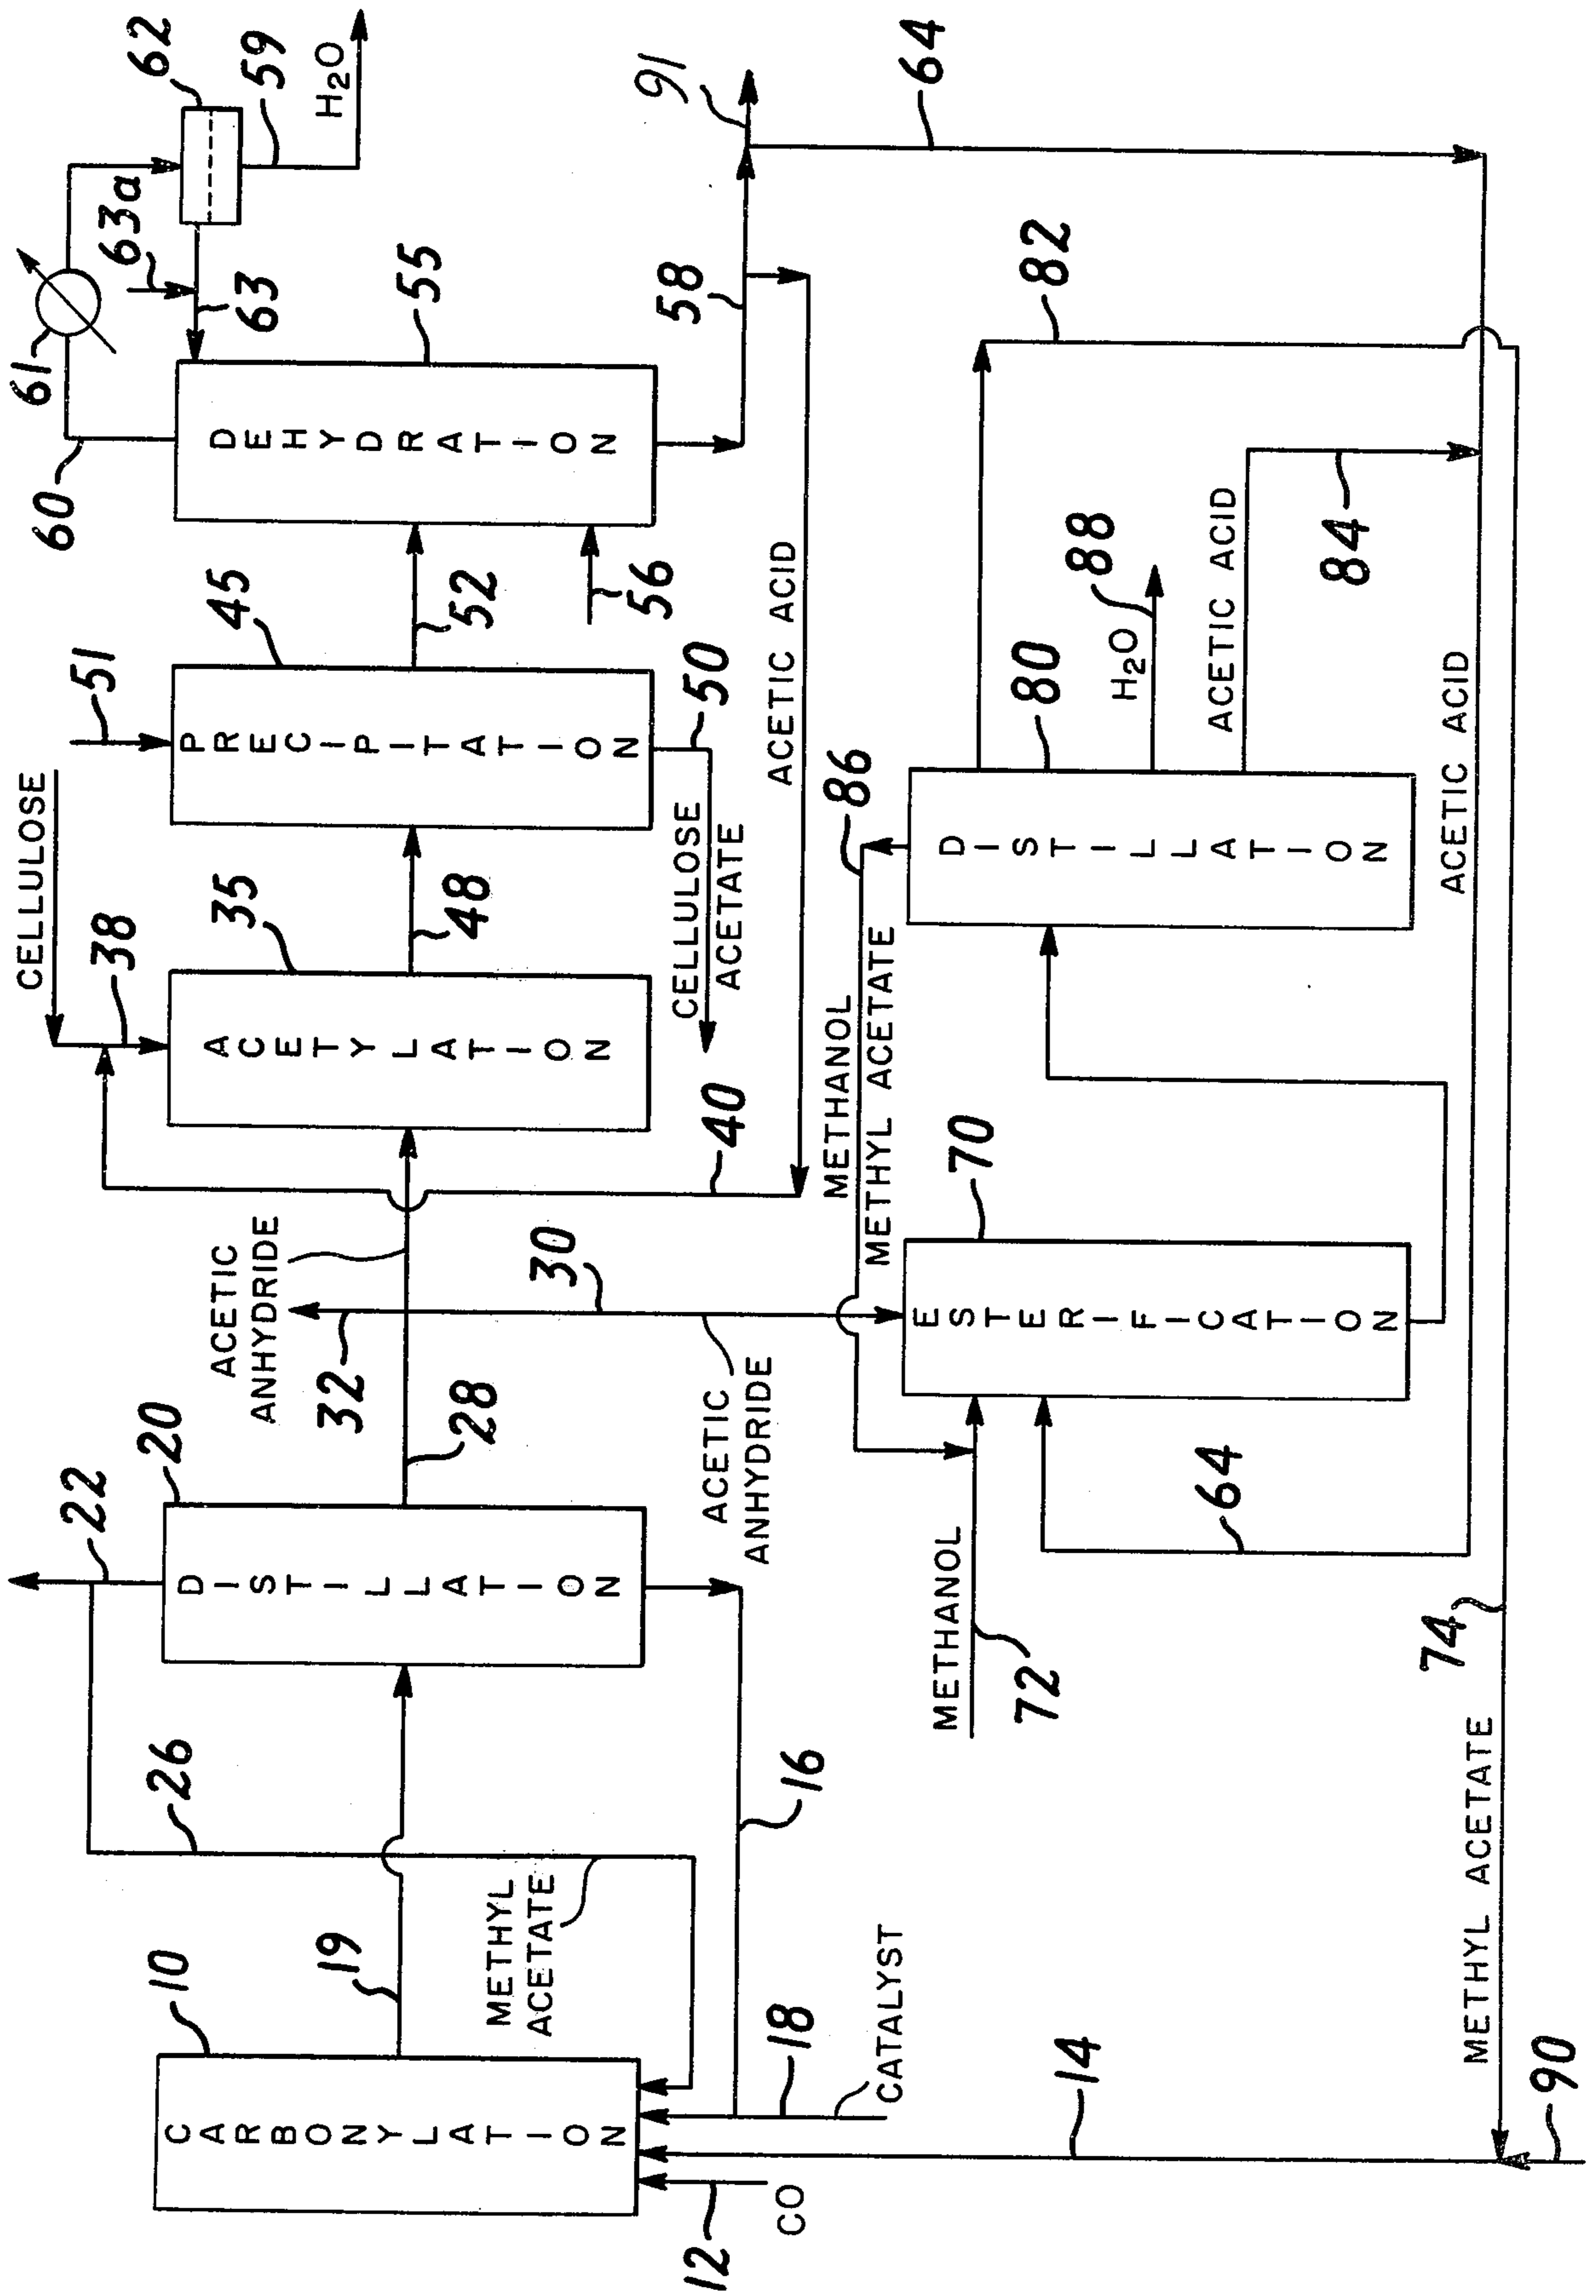 22
20
DISTILLATION
26
10
CARBONYLATION
19
METHYL
ACETATE
12
CO
18
CATALYST
16
14
28
32
30
ACETIC
ANHYDRIDE
ACETIC
ANHYDRIDE
CELLULOSE
38
35
ACETYLATION
40
48
51
45
PRECIPITATION
50
CELLULOSE
ACETATE
52
56
ACETIC ACID
60
61
55
DEHYDRATION
63a
63
62
59
H2O
58
91
64
METHANOL
72
64
70
ESTERIFICATION
METHANOL
METHYL ACETATE
86
80
DISTILLATION
82
88
H2O
ACETIC ACID
84
ACETIC ACID
74
METHYL ACETATE
90